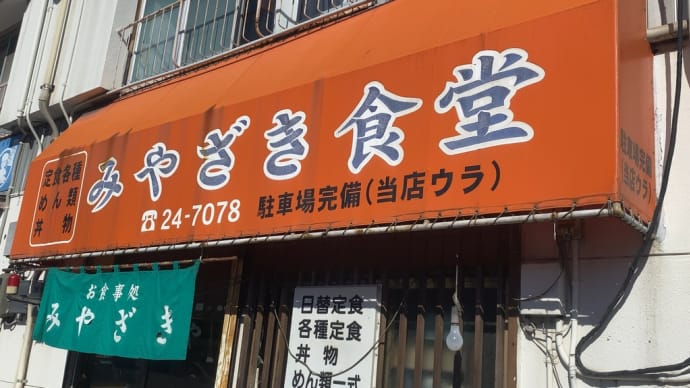 みやざき食堂
各種
定食
めん類
丼物
☎24-7078 駐車場完備(当店ウラ)
駐車場完備
(当店ウラ)
お食事処
みやざき
日替定食
各種定食
丼物
めん類一式